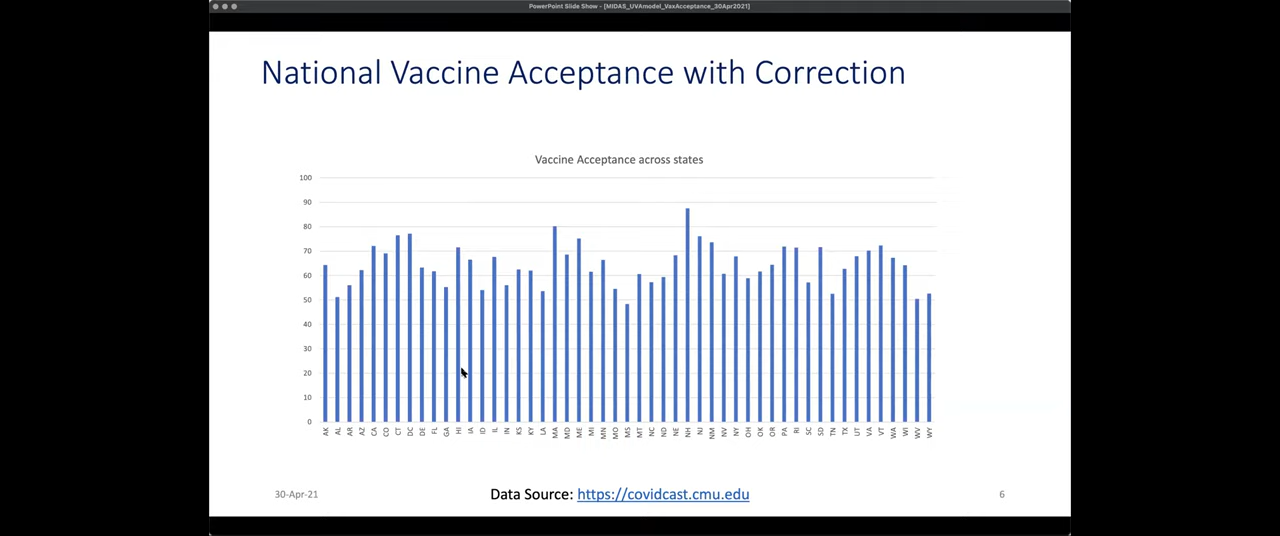 PowerPoint Slide Show - [MIDAS_UVAmodel_VaxAcceptance_30Apr2021]
National Vaccine Acceptance with Correction
Vaccine Acceptance across states
100
90
80
70
60
50
40
30
20
10
0
AK AL AR AZ CA CO CT DC DE FL GA HI IA ID IL IN KS KY LA MA MD ME MI MN MO MS MT NC ND NE NH NJ NM NV NY OH OK OR PA RI SC SD TN TX UT VA VT WA WI WV WY
30-Apr-21
Data Source: https://covidcast.cmu.edu
6